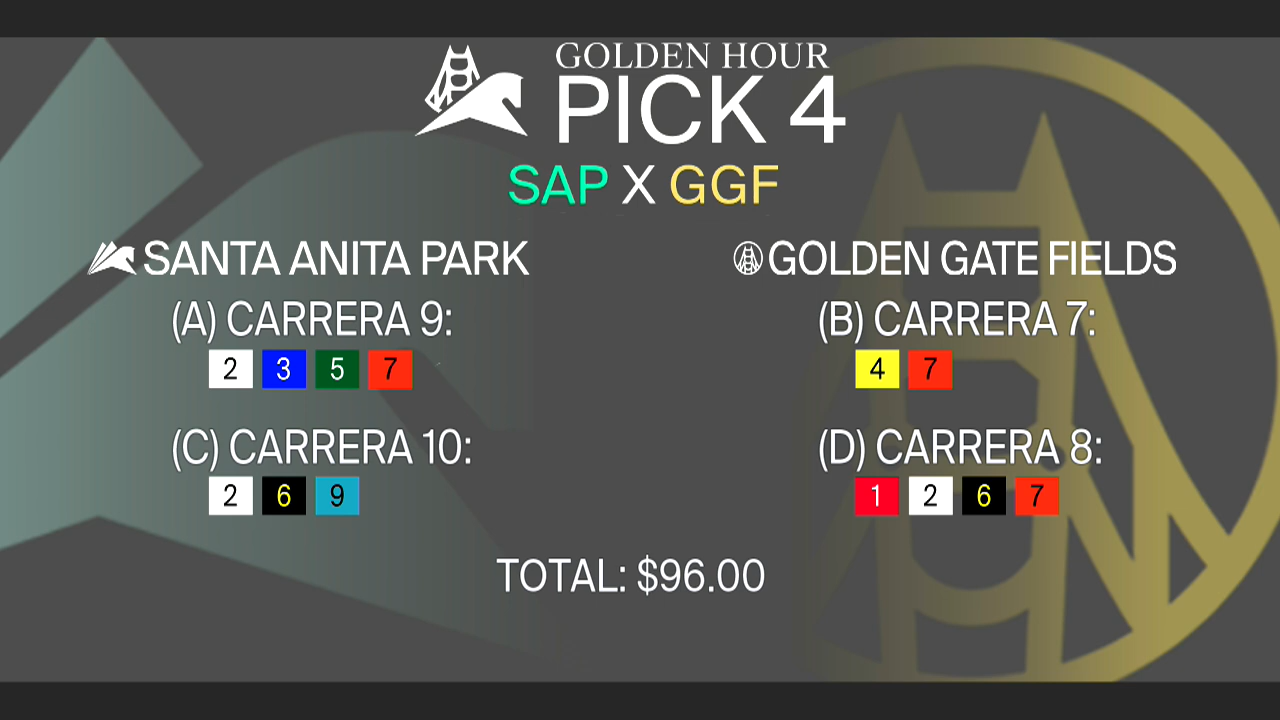 GOLDEN HOUR
PICK 4
SAP X GGF
SANTA ANITA PARK
(A) CARRERA 9:
2 3 5 7
(C) CARRERA 10:
2 6 9
GOLDEN GATE FIELDS
(B) CARRERA 7:
4 7
(D) CARRERA 8:
1 2 6 7
TOTAL: $96.00